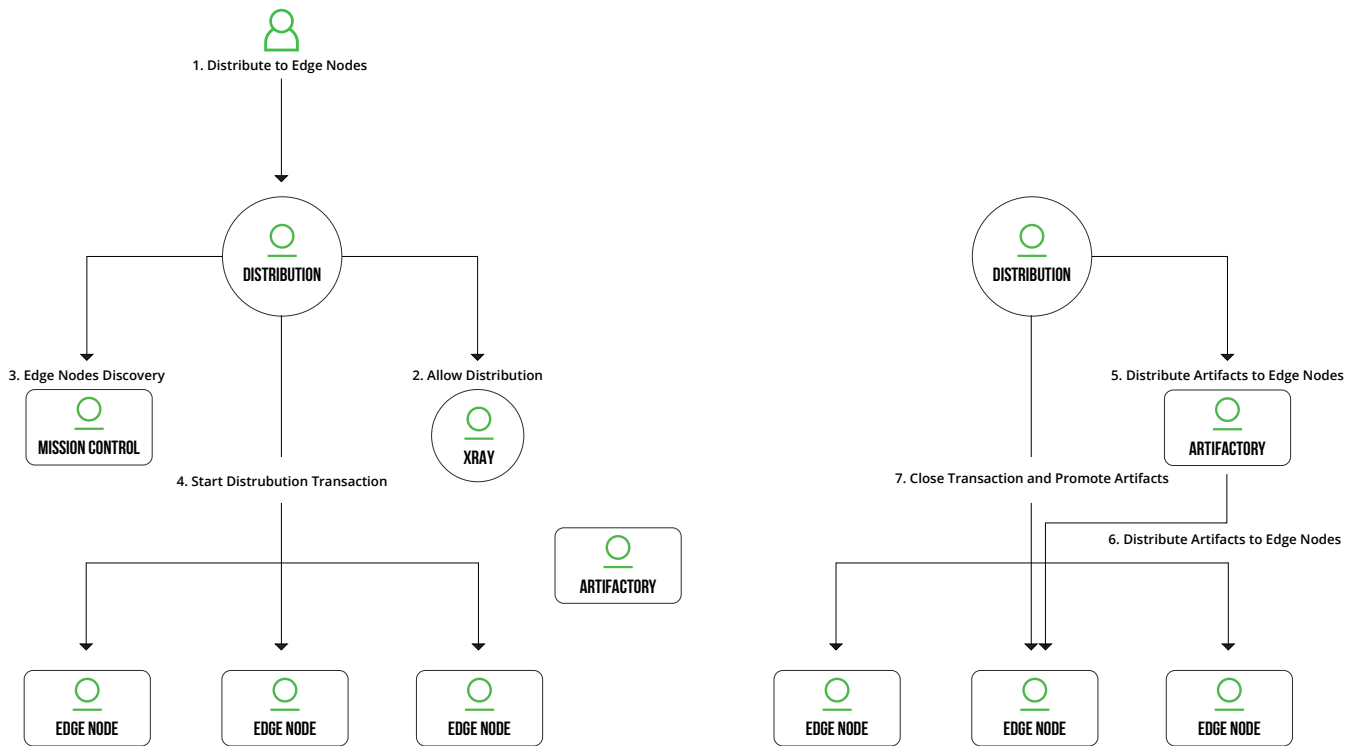 1. Distribute to Edge Nodes
DISTRIBUTION
3. Edge Nodes Discovery
MISSION CONTROL
2. Allow Distribution
XRAY
4. Start Distrubution Transaction
ARTIFACTORY
EDGE NODE
EDGE NODE
EDGE NODE
DISTRIBUTION
5. Distribute Artifacts to Edge Nodes
ARTIFACTORY
7. Close Transaction and Promote Artifacts
6. Distribute Artifacts to Edge Nodes
EDGE NODE
EDGE NODE
EDGE NODE